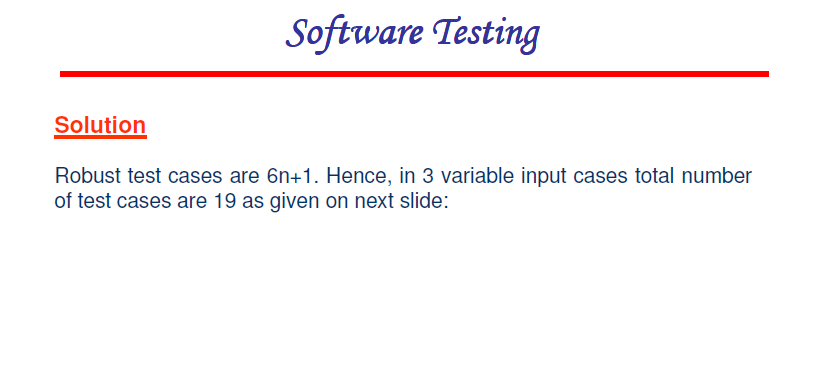 Software Testing
Solution
Robust test cases are 6n+1. Hence, in 3 variable input cases total number
of test cases are 19 as given on next slide: